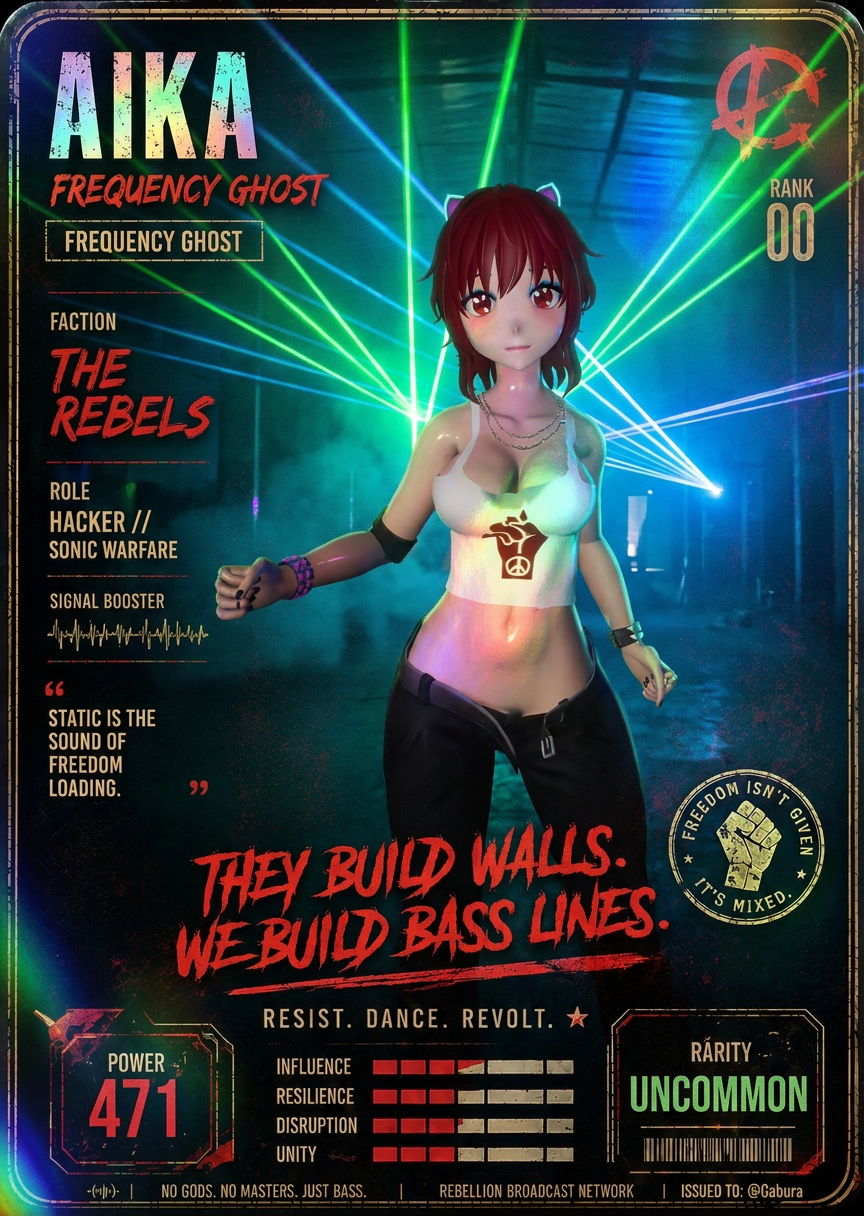 AIKA
FREQUENCY GHOST
FREQUENCY GHOST
RANK
00
FACTION
THE
REBELS
ROLE
HACKER //
SONIC WARFARE
SIGNAL BOOSTER
“
STATIC IS THE
SOUND OF
FREEDOM
LOADING.
”
FREEDOM ISN'T GIVEN
IT'S MIXED.
THEY BUILD WALLS.
WE BUILD BASS LINES.
RESIST. DANCE. REVOLT.
POWER
471
INFLUENCE
RESILIENCE
DISRUPTION
UNITY
RĂRITY
UNCOMMON
NO GODS. NO MASTERS. JUST BASS. | REBELLION BROADCAST NETWORK | ISSUED TO: @Gabura